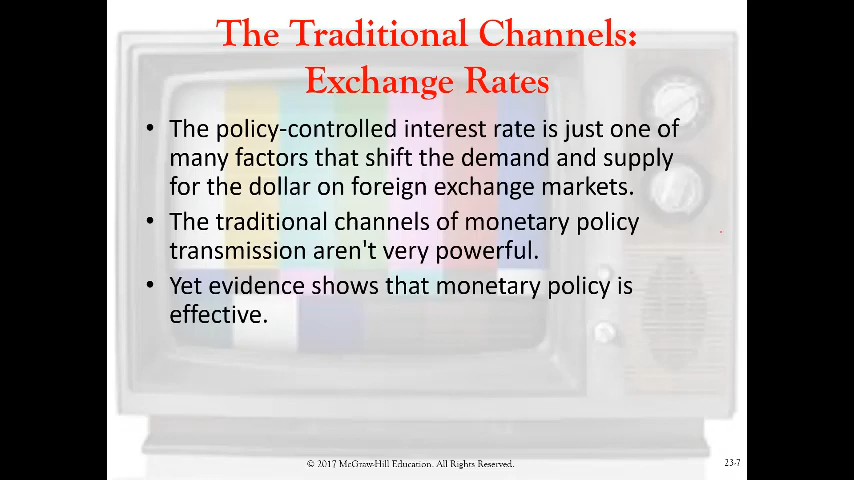 The Traditional Channels:
Exchange Rates
• The policy-controlled interest rate is just one of
many factors that shift the demand and supply
for the dollar on foreign exchange markets.
• The traditional channels of monetary policy
transmission aren't very powerful.
• Yet evidence shows that monetary policy is
effective.
© 2017 McGraw-Hill Education. All Rights Reserved.
23-7